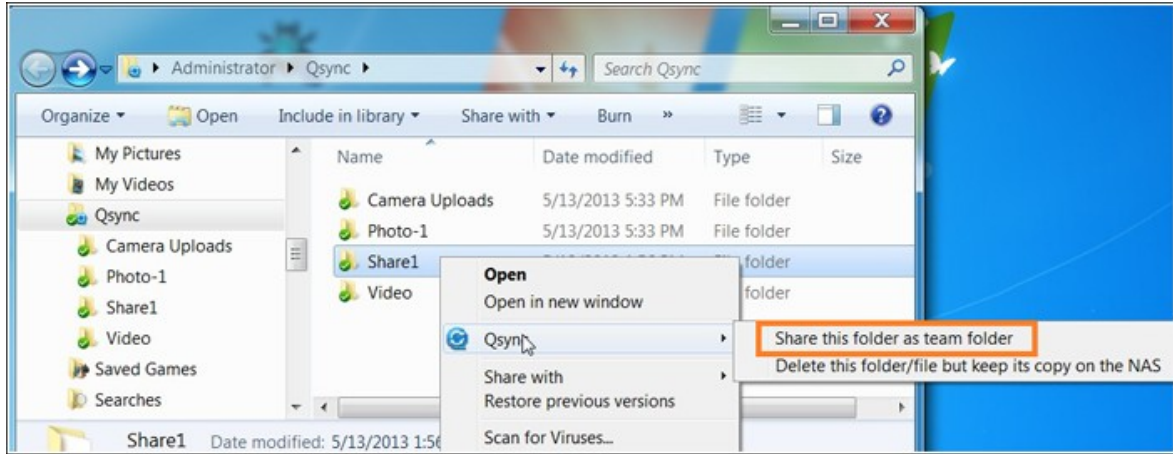 Administrator Qsync Search Qsync
Organize Open Include in library Share with Burn »
My Pictures
My Videos
Qsync
Camera Uploads
Photo-1
Share1
Video
Saved Games
Searches
Name Date modified Type Size
Camera Uploads 5/13/2013 5:33 PM File folder
Photo-1 5/13/2013 5:33 PM File folder
Share1 folder
Video folder
Open
Open in new window
Qsync
Share with
Restore previous versions
Scan for Viruses...
Share this folder as team folder
Delete this folder/file but keep its copy on the NAS
Share1 Date modified: 5/13/2013 1:56